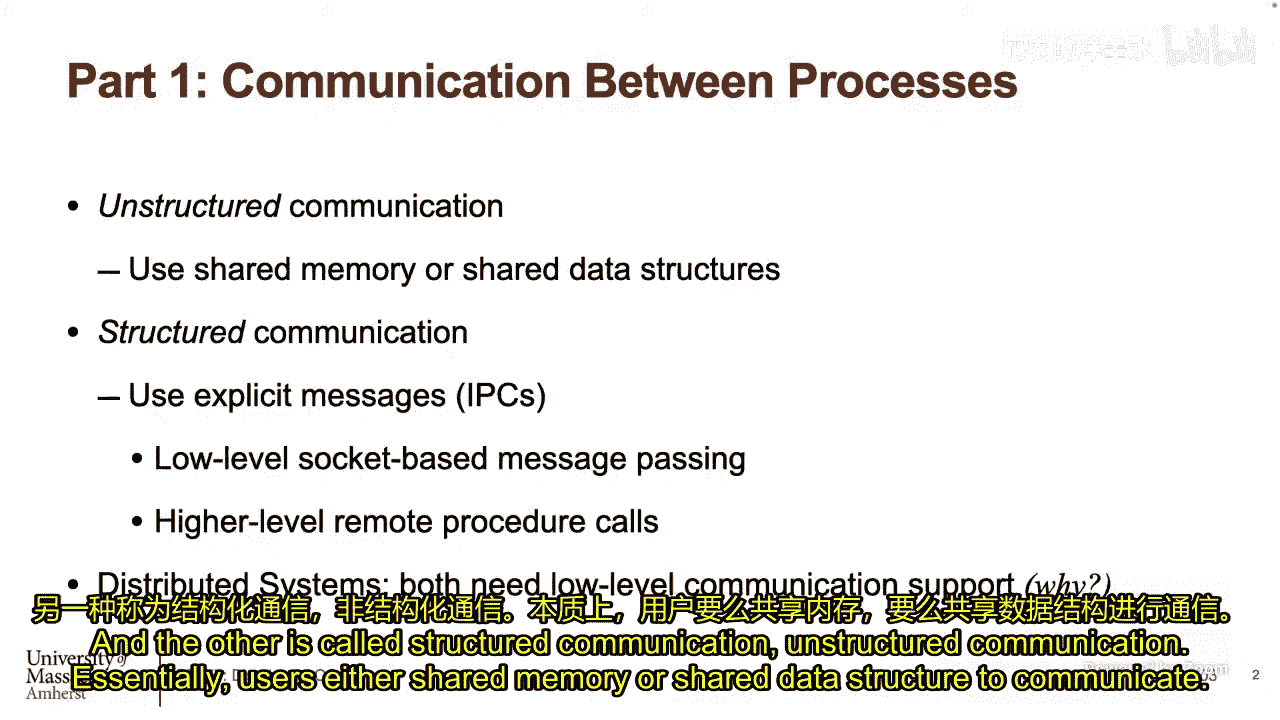 Part 1: Communication Between Processes
• Unstructured communication
– Use shared memory or shared data structures
• Structured communication
– Use explicit messages (IPCs)
• Low-level socket-based message passing
• Higher-level remote procedure calls
• Distributed Systems: both need low-level communication support (why?)
另一种称为结构化通信，非结构化通信。本质上，用户要么共享内存，要么共享数据结构进行通信。
And the other is called structured communication, unstructured communication.
Essentially, users either shared memory or shared data structure to communicate.
University of
Amherst
2